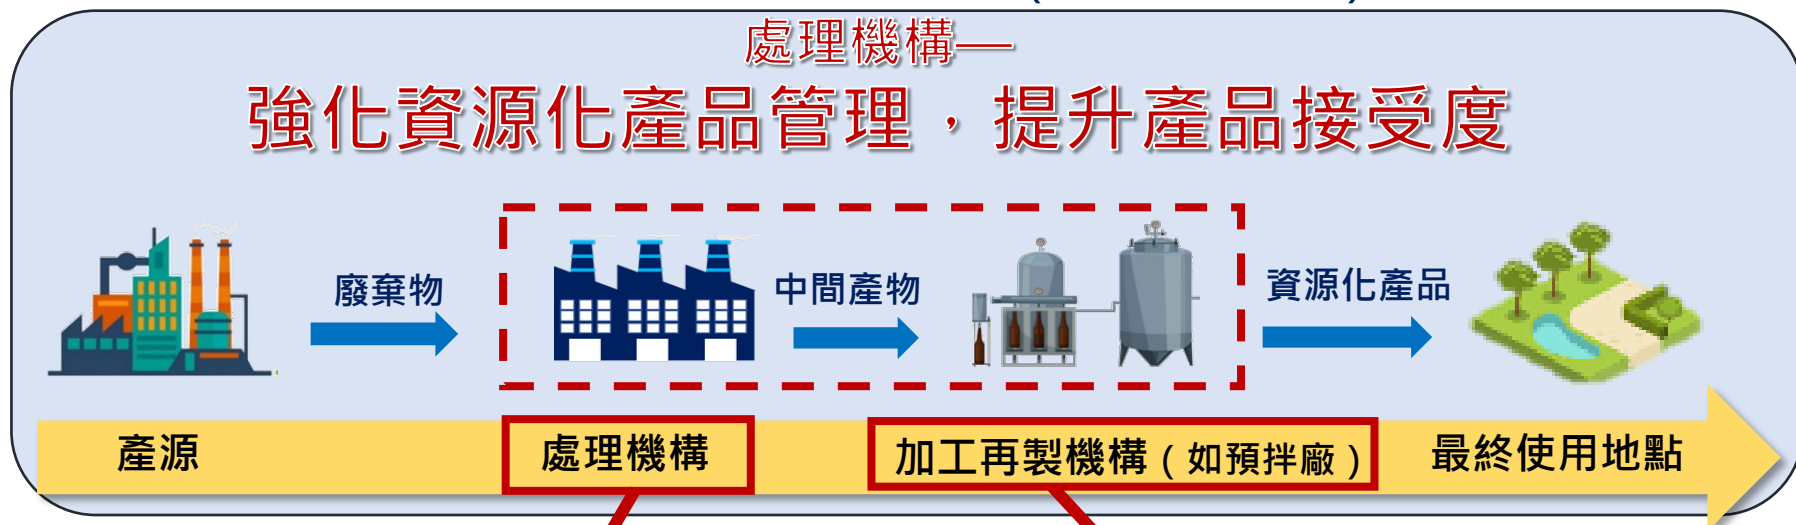 處理機構—
強化資源化產品管理，提升產品接受度
廢棄物
中間產物
資源化產品
產源
處理機構
加工再製機構（如預拌廠）
最終使用地點